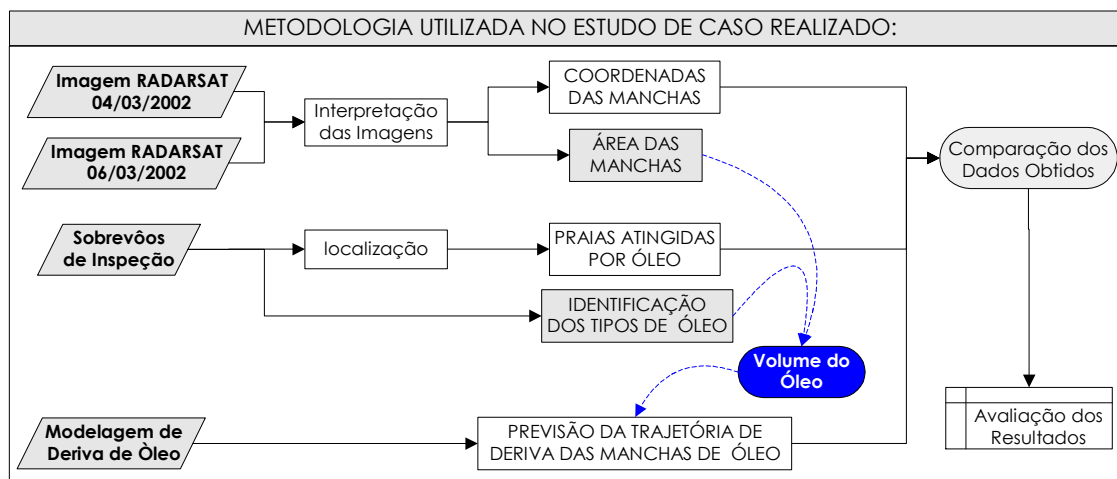 METODOLOGIA UTILIZADA NO ESTUDO DE CASO REALIZADO:
Imagem RADARSAT
04/03/2002
Imagem RADARSAT
06/03/2002
Interpretação
das Imagens
COORDENADAS
DAS MANCHAS
ÁREA DAS
MANCHAS
Comparação dos
Dados Obtidos
Sobrevôos
de Inspeção
localização
PRAIAS ATINGIDAS
POR ÓLEO
IDENTIFICAÇÃO
DOS TIPOS DE ÓLEO
Volume do
Óleo
Modelagem de
Deriva de Òleo
PREVISÃO DA TRAJETÓRIA DE
DERIVA DAS MANCHAS DE ÓLEO
Avaliação dos
Resultados